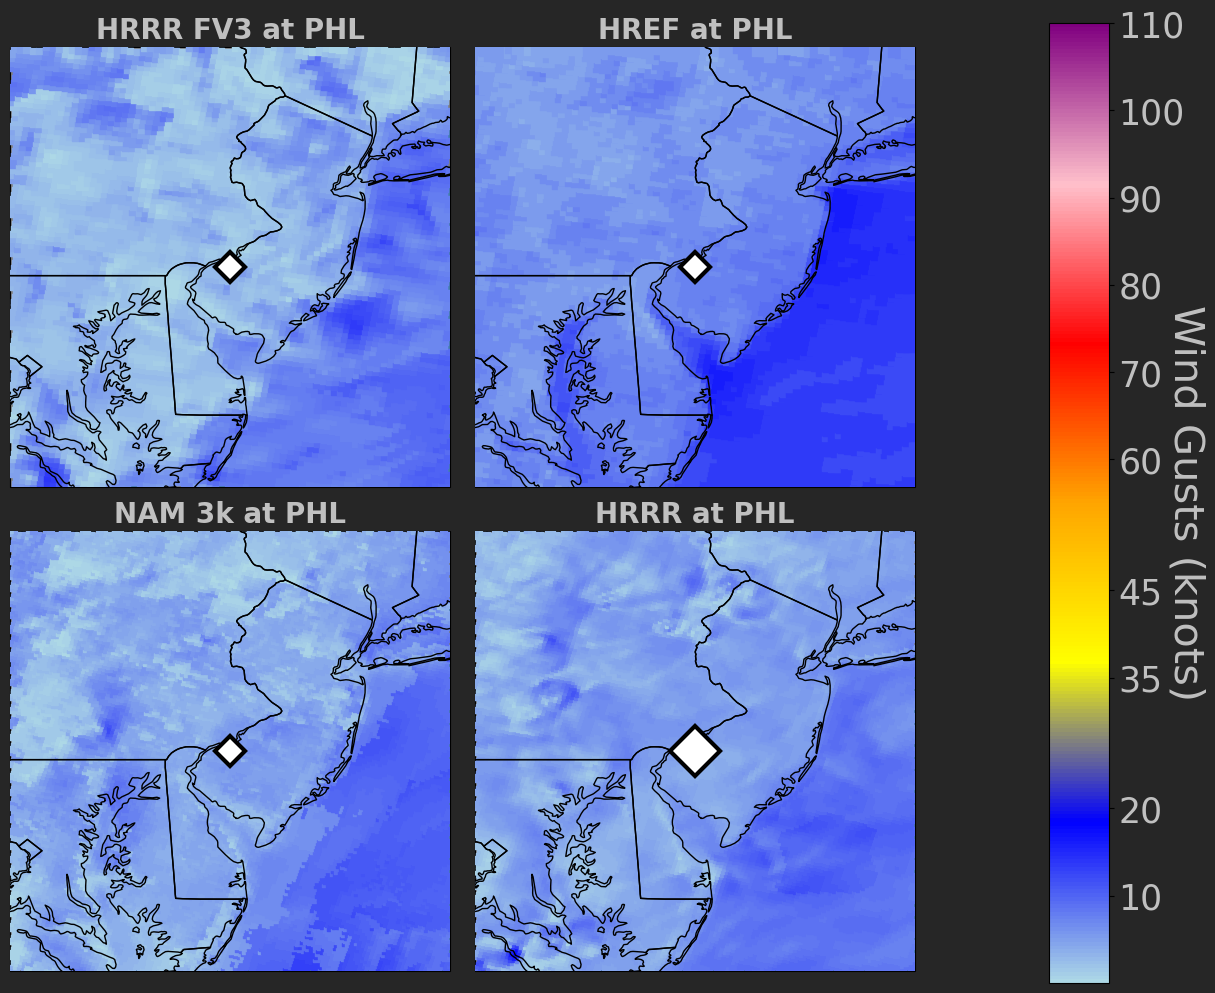 HRRR FV3 at PHL
HREF at PHL
NAM 3k at PHL
HRRR at PHL
110
100
90
80
70
60
45
35
20
10
Wind Gusts (knots)